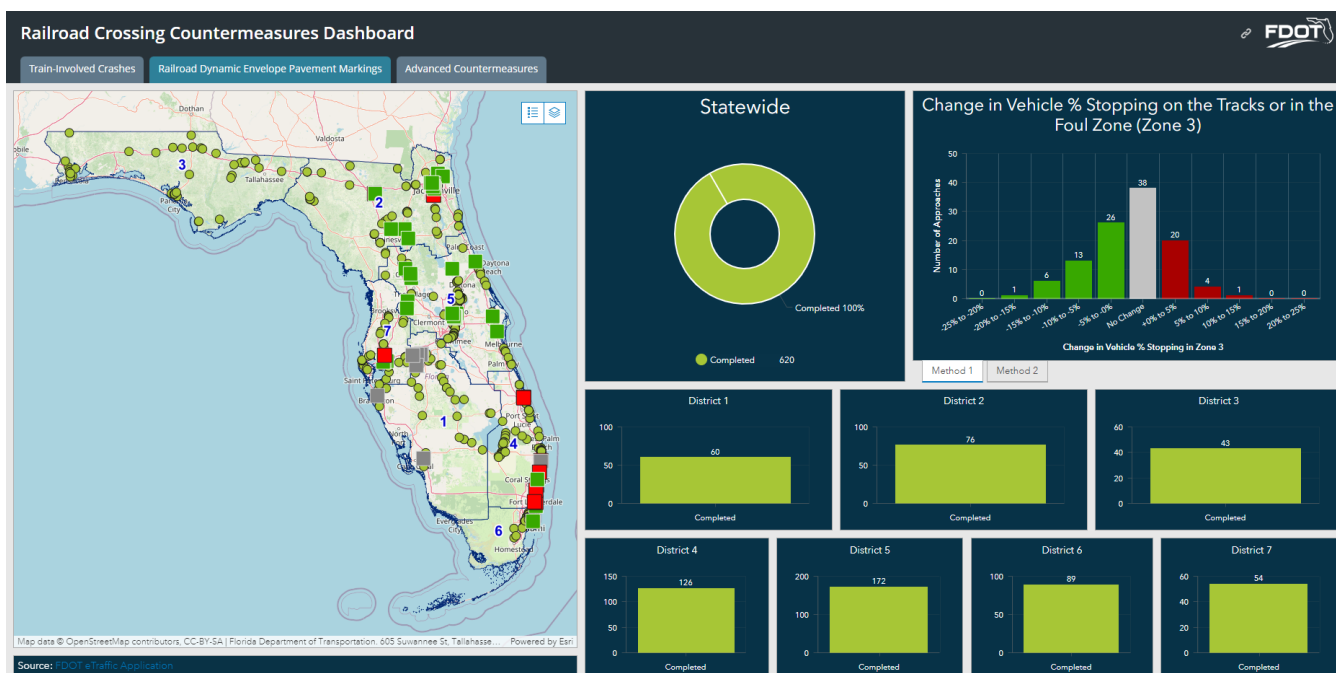 Railroad Crossing Countermeasures Dashboard
FDOT
Train-Involved Crashes
Railroad Dynamic Envelope Pavement Markings
Advanced Countermeasures
Dothan
Valdosta
3
Tallahassee
City
2
Palm Coast
Daytona
Beach
5
Clermont
7
Melbourne
1
Port St
Lucie
4
Palm
Beach
Fort Lauderdale
Everglades
City
6
Homestead
Map data © OpenStreetMap contributors, CC-BY-SA | Florida Department of Transportation. 605 Suwannee St, Tallahasse...
Powered by Esri
Source: FDOT eTraffic Application
Statewide
Completed 100%
Completed 620
Change in Vehicle % Stopping on the Tracks or in the
Foul Zone (Zone 3)
Number of Approaches
50
40
30
20
10
0
0
1
6
13
26
38
20
4
1
0
0
-25% to -20%
-20% to -15%
-15% to -10%
-10% to -5%
-5% to -0%
No Change
+0% to 5%
5% to 10%
10% to 15%
15% to 20%
20% to 25%
Change in Vehicle % Stopping in Zone 3
Method 1
Method 2
District 1
100
50
0
60
Completed
District 2
100
50
0
76
Completed
District 3
60
40
20
0
43
Completed
District 4
150
100
50
0
126
Completed
District 5
200
100
0
172
Completed
District 6
100
50
0
89
Completed
District 7
60
40
20
0
54
Completed